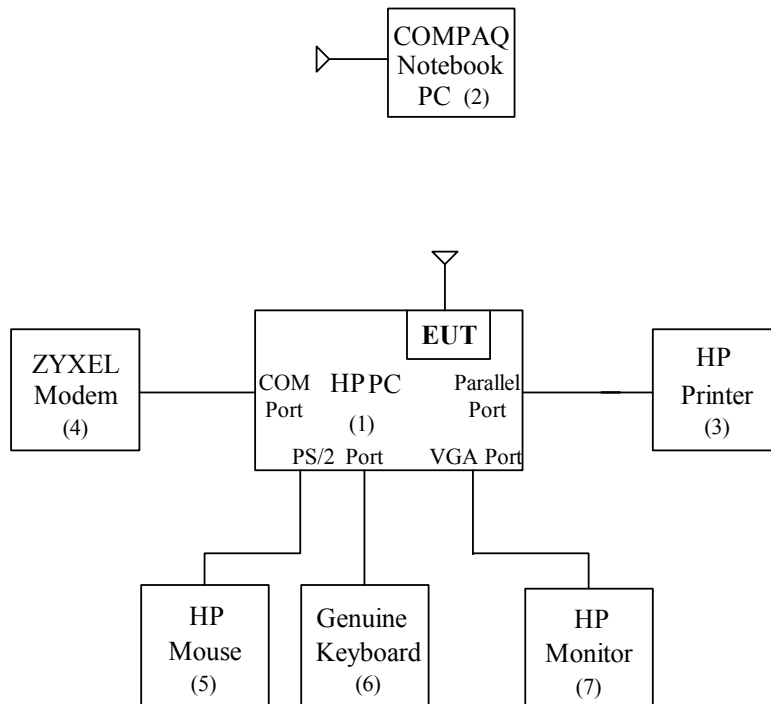 COMPAQ
Notebook
PC (2)
EUT
ZYXEL
Modem
(4)
COM
Port
HP PC
(1)
Parallel
Port
HP
Printer
(3)
PS/2 Port
VGA Port
HP
Mouse
(5)
Genuine
Keyboard
(6)
HP
Monitor
(7)